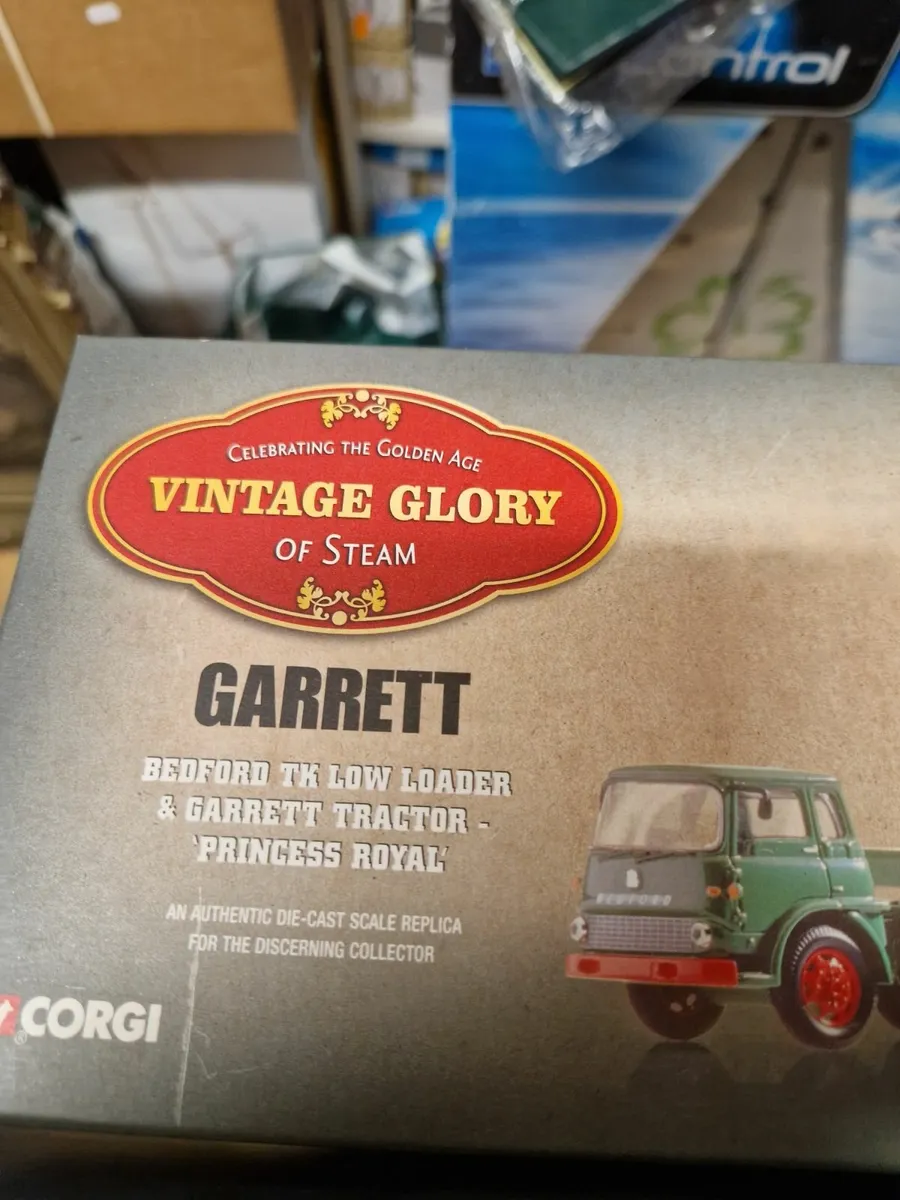 CELEBRATING THE GOLDEN AGE
VINTAGE GLORY
OF STEAM
GARRETT
BEDFORD TK LOW LOADER
& GARRETT TRACTOR -
'PRINCESS ROYAL'
AN AUTHENTIC DIE-CAST SCALE REPLICA
FOR THE DISCERNING COLLECTOR
CORGI
BEDFORD